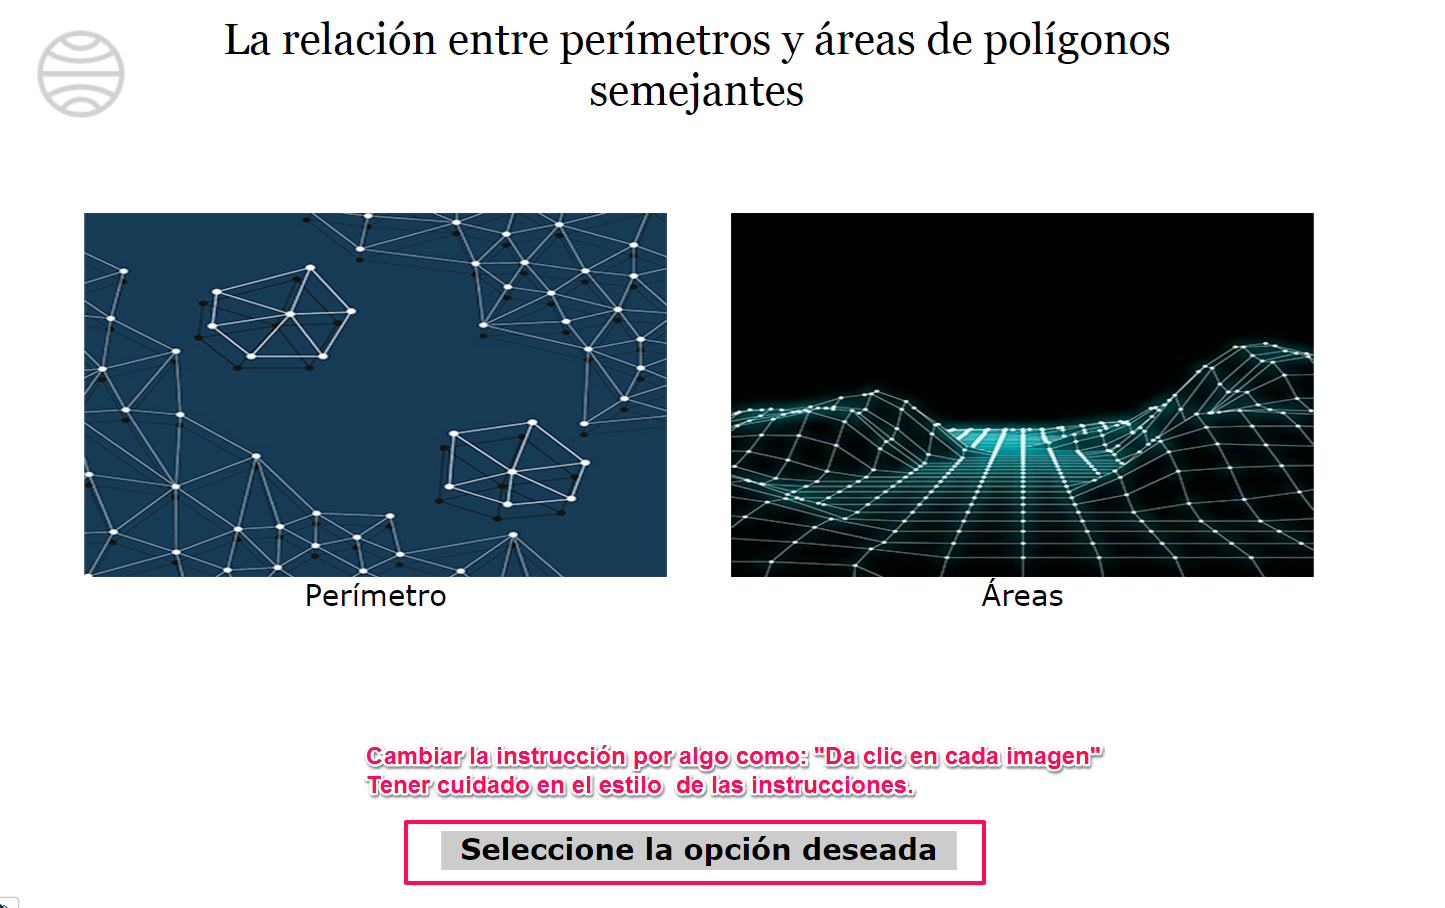 La relación entre perímetros y áreas de polígonos
semejantes
Perímetro
Áreas
Cambiar la instrucción por algo como: "Da clic en cada imagen"
Tener cuidado en el estilo  de las instrucciones.
Seleccione la opción deseada